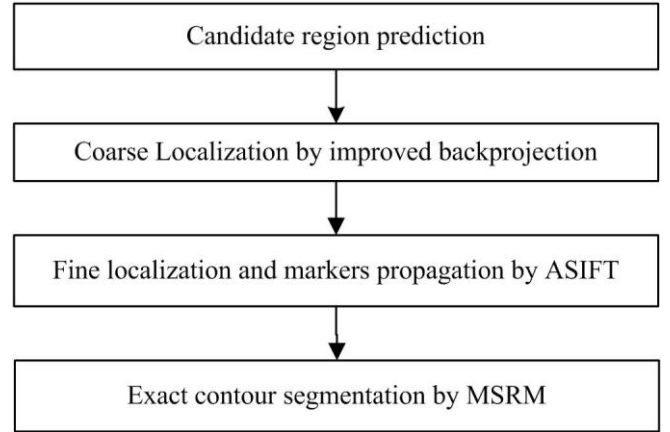 Candidate region prediction
Coarse Localization by improved backprojection
Fine localization and markers propagation by ASIFT
Exact contour segmentation by MSRM